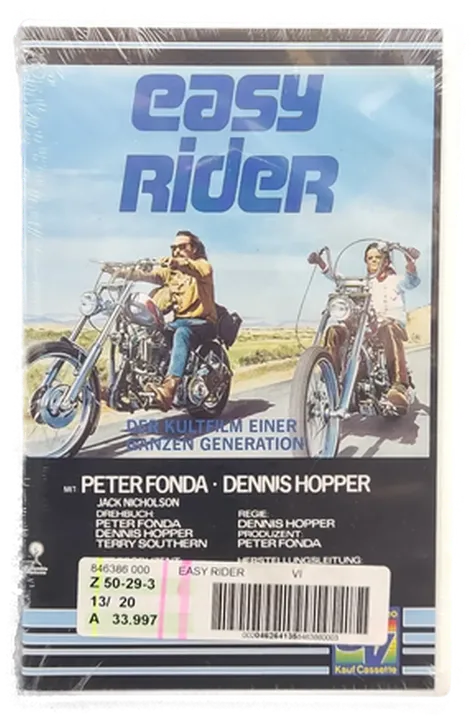 easy
rider
DER KULTFILM EINER
GANZEN GENERATION
MIT PETER FONDA · DENNIS HOPPER
JACK NICHOLSON
DREHBUCH:
PETER FONDA
DENNIS HOPPER
TERRY SOUTHERN
REGIE:
DENNIS HOPPER
PRODUZENT:
PETER FONDA
HERSTELLUNGSLEITUNG:
846386 000 EASY RIDER VI
Z 50-29-3
13/ 20
A 33.997
Kauf Cassette